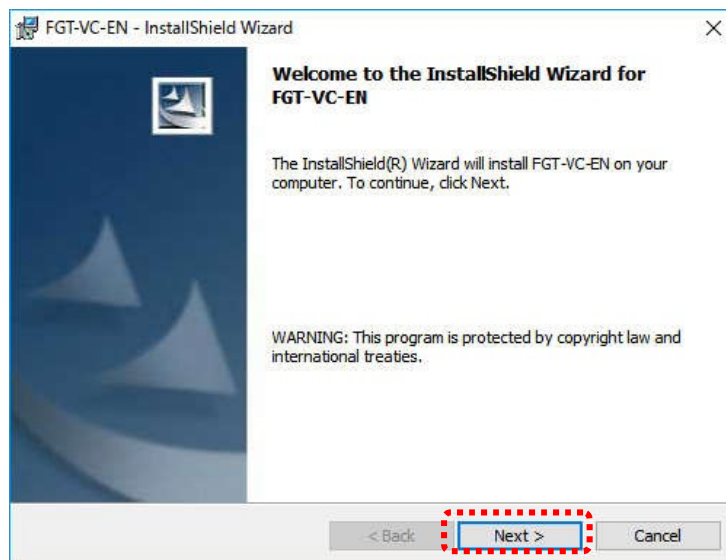 FGT-VC-EN - InstallShield Wizard
Welcome to the InstallShield Wizard for
FGT-VC-EN
The InstallShield(R) Wizard will install FGT-VC-EN on your
computer. To continue, click Next.
WARNING: This program is protected by copyright law and
international treaties.
< Back
Next >
Cancel